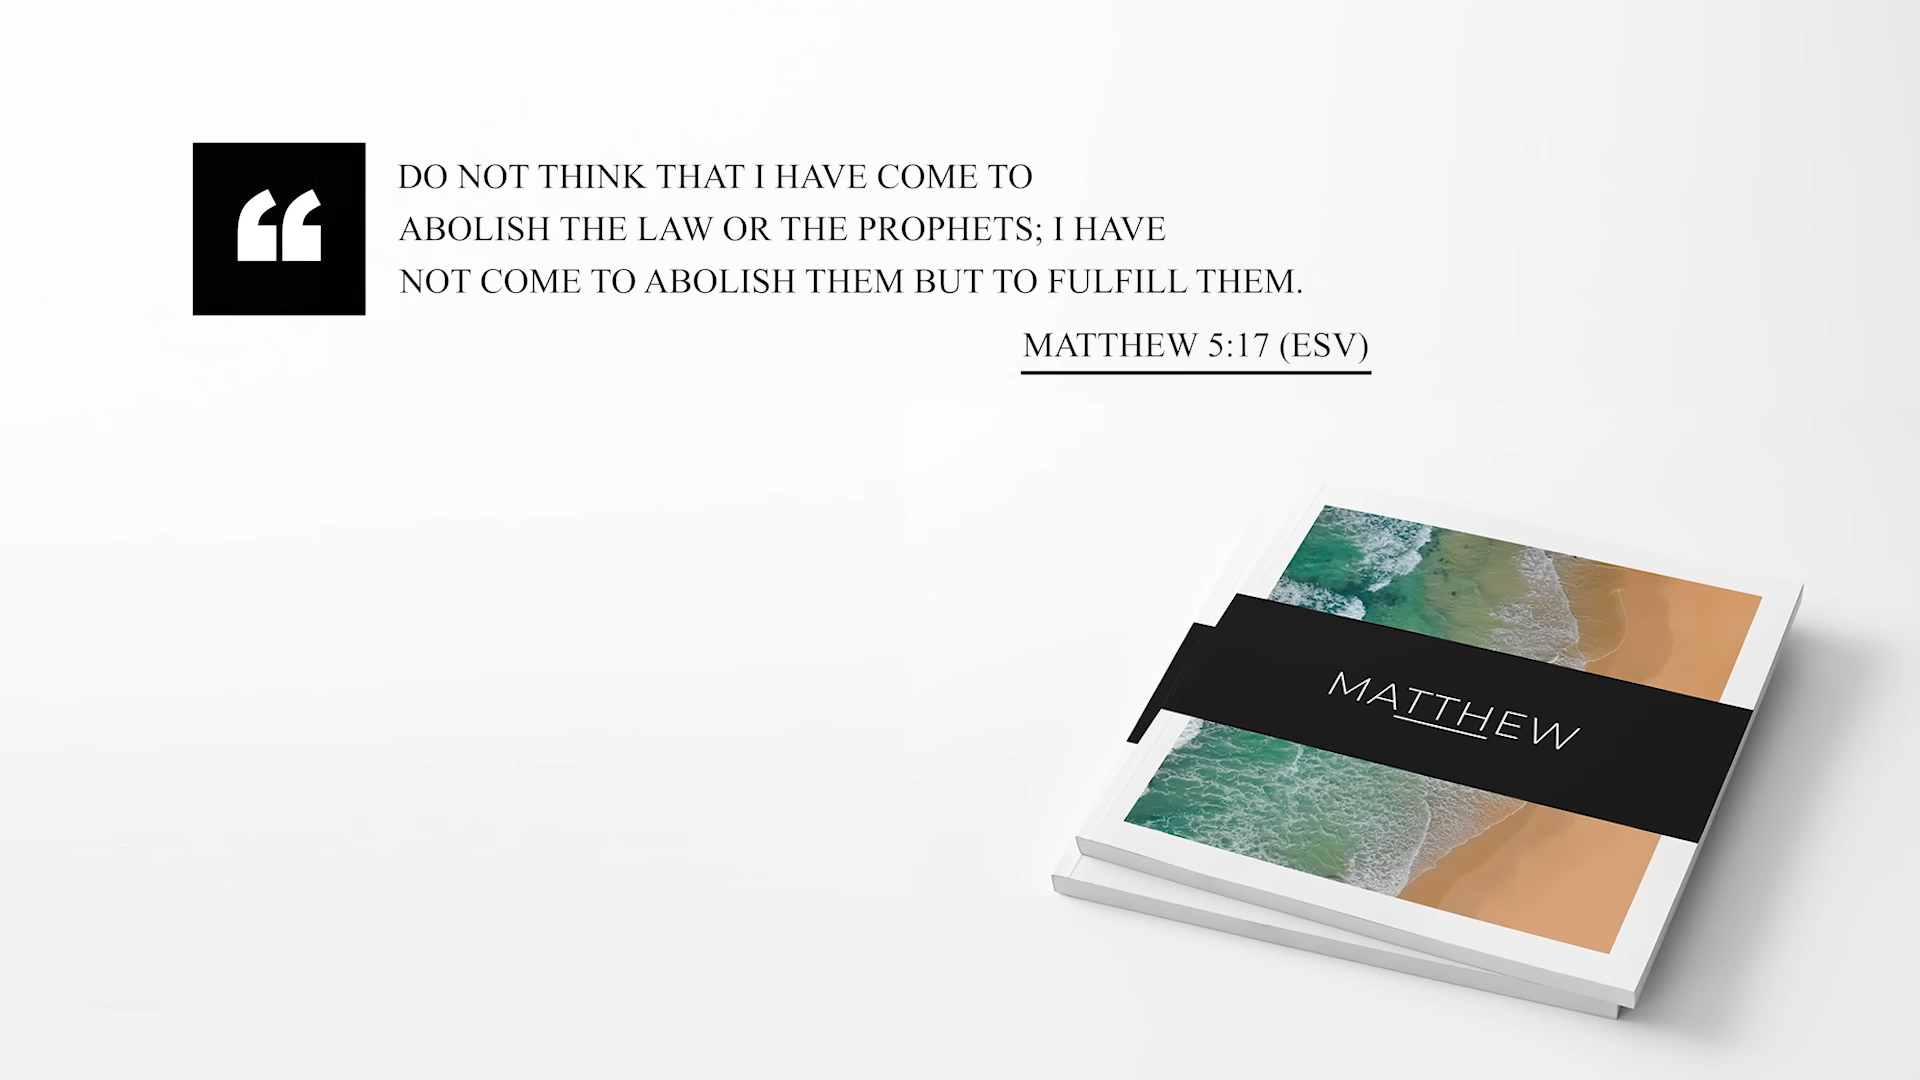 DO NOT THINK THAT I HAVE COME TO
ABOLISH THE LAW OR THE PROPHETS; I HAVE
NOT COME TO ABOLISH THEM BUT TO FULFILL THEM.
MATTHEW 5:17 (ESV)
MATTHEW